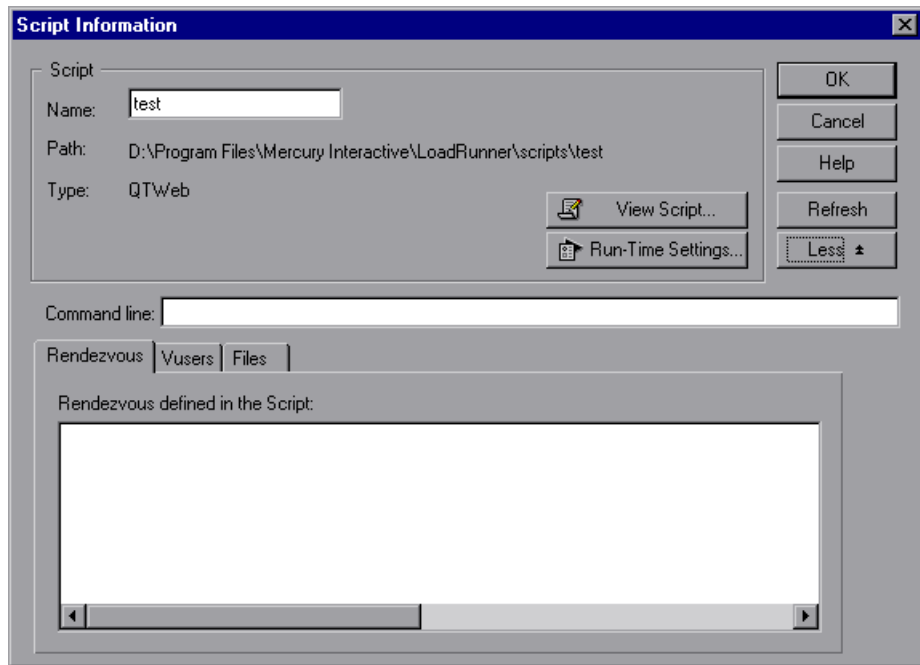 Script Information
Script
Name: test
Path: D:\Program Files\Mercury Interactive\LoadRunner\scripts\test
Type: QTWeb
View Script...
Run-Time Settings...
OK
Cancel
Help
Refresh
Less
Command line:
Rendezvous Vusers Files
Rendezvous defined in the Script: